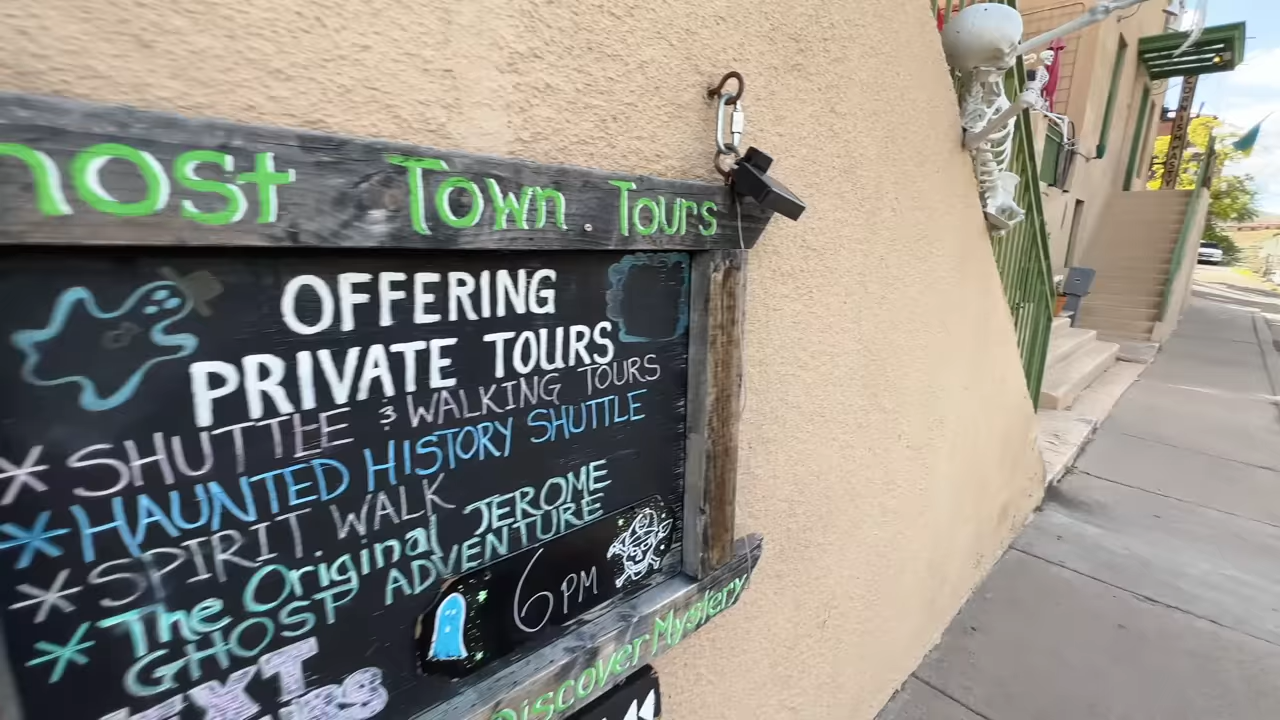 host Town Tours
OFFERING
PRIVATE TOURS
* SHUTTLE & WALKING TOURS
* HAUNTED HISTORY SHUTTLE
* SPIRIT WALK
* The Original JEROME
GHOST ADVENTURE
6PM
Discover Mystery